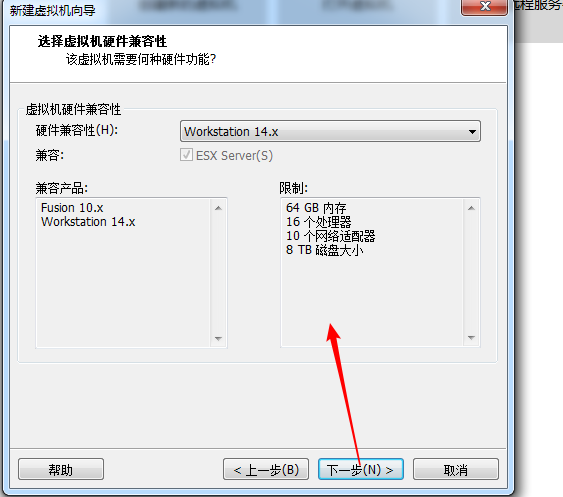 新建虚拟机向导
程服务
选择虚拟机硬件兼容性
该虚拟机需要何种硬件功能?
虚拟机硬件兼容性
硬件兼容性(H):
Workstation 14.x
兼容:
ESX Server(S)
兼容产品:
限制:
Fusion 10.x
Workstation 14.x
64 GB 内存
16 个处理器
10 个网络适配器
8 TB 磁盘大小
帮助
< 上一步(B)
下一步(N) >
取消